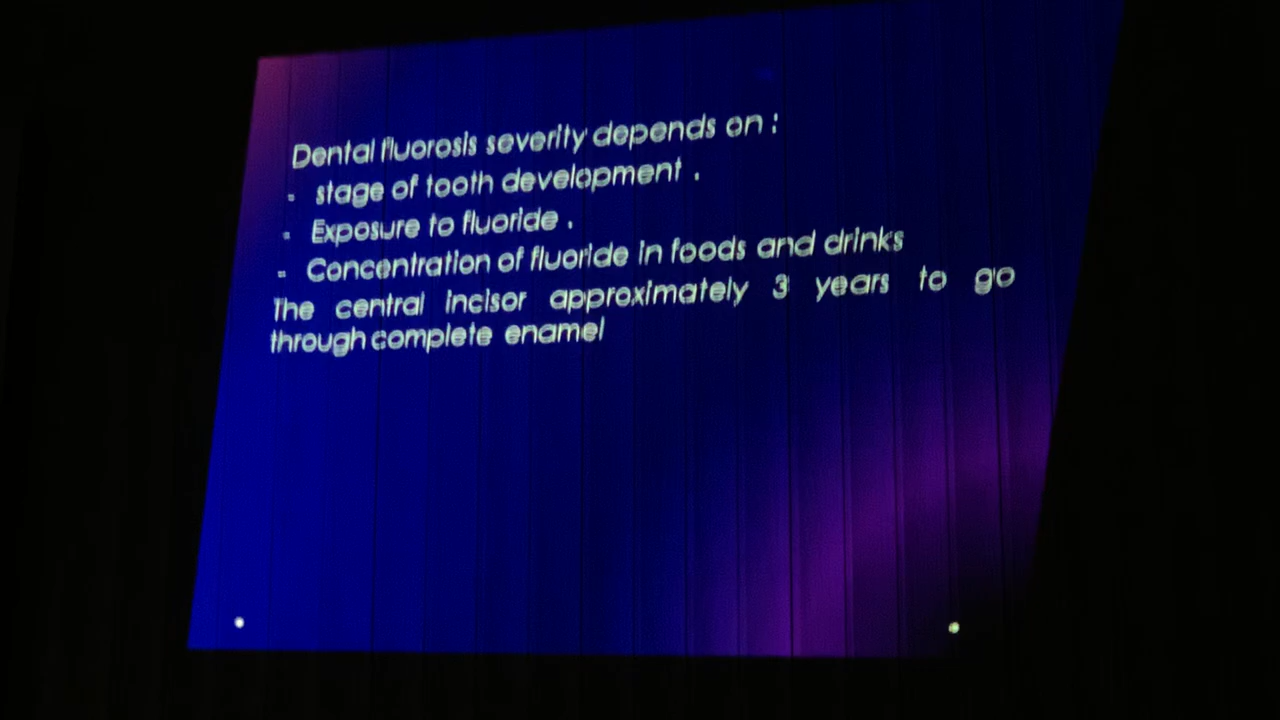 Dental fluorosis severity depends on :
- stage of tooth development .
- Exposure to fluoride .
- Concentration of fluoride in foods and drinks
The central incisor approximately 3 years to go
through complete enamel